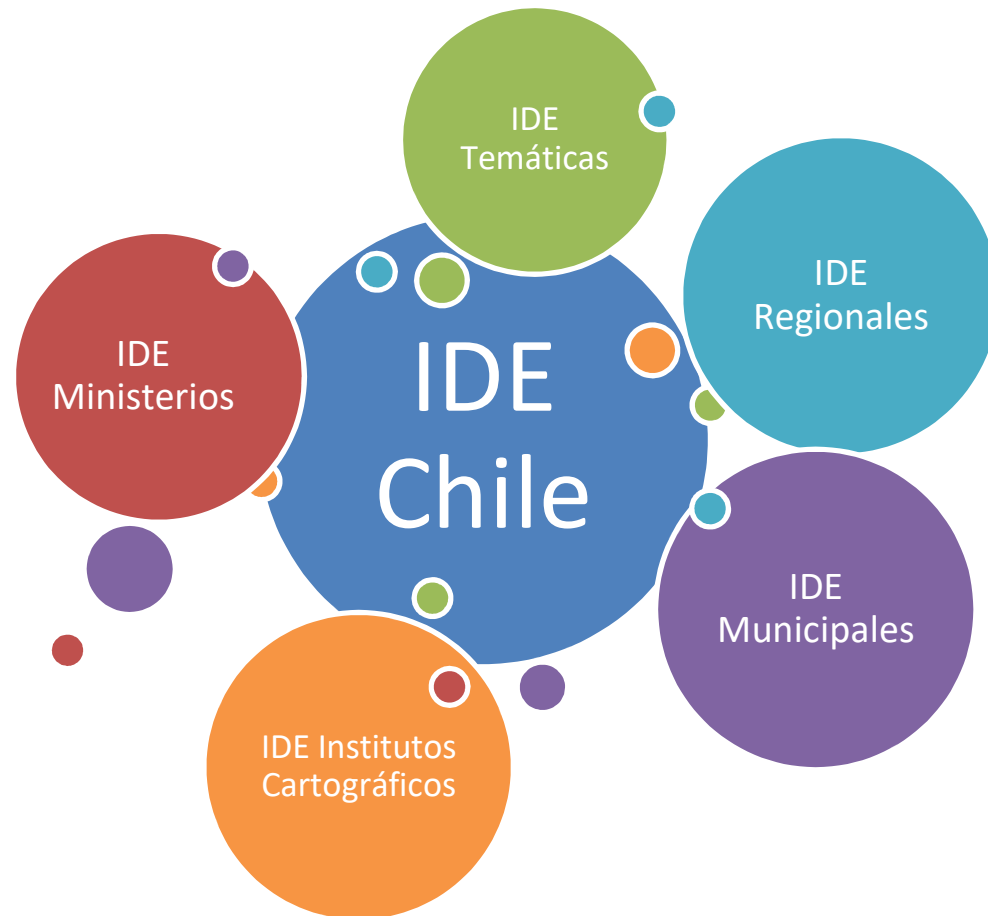 IDE
Temáticas
IDE
Regionales
IDE
Ministerios
IDE
Chile
IDE
Municipales
IDE Institutos
Cartográficos